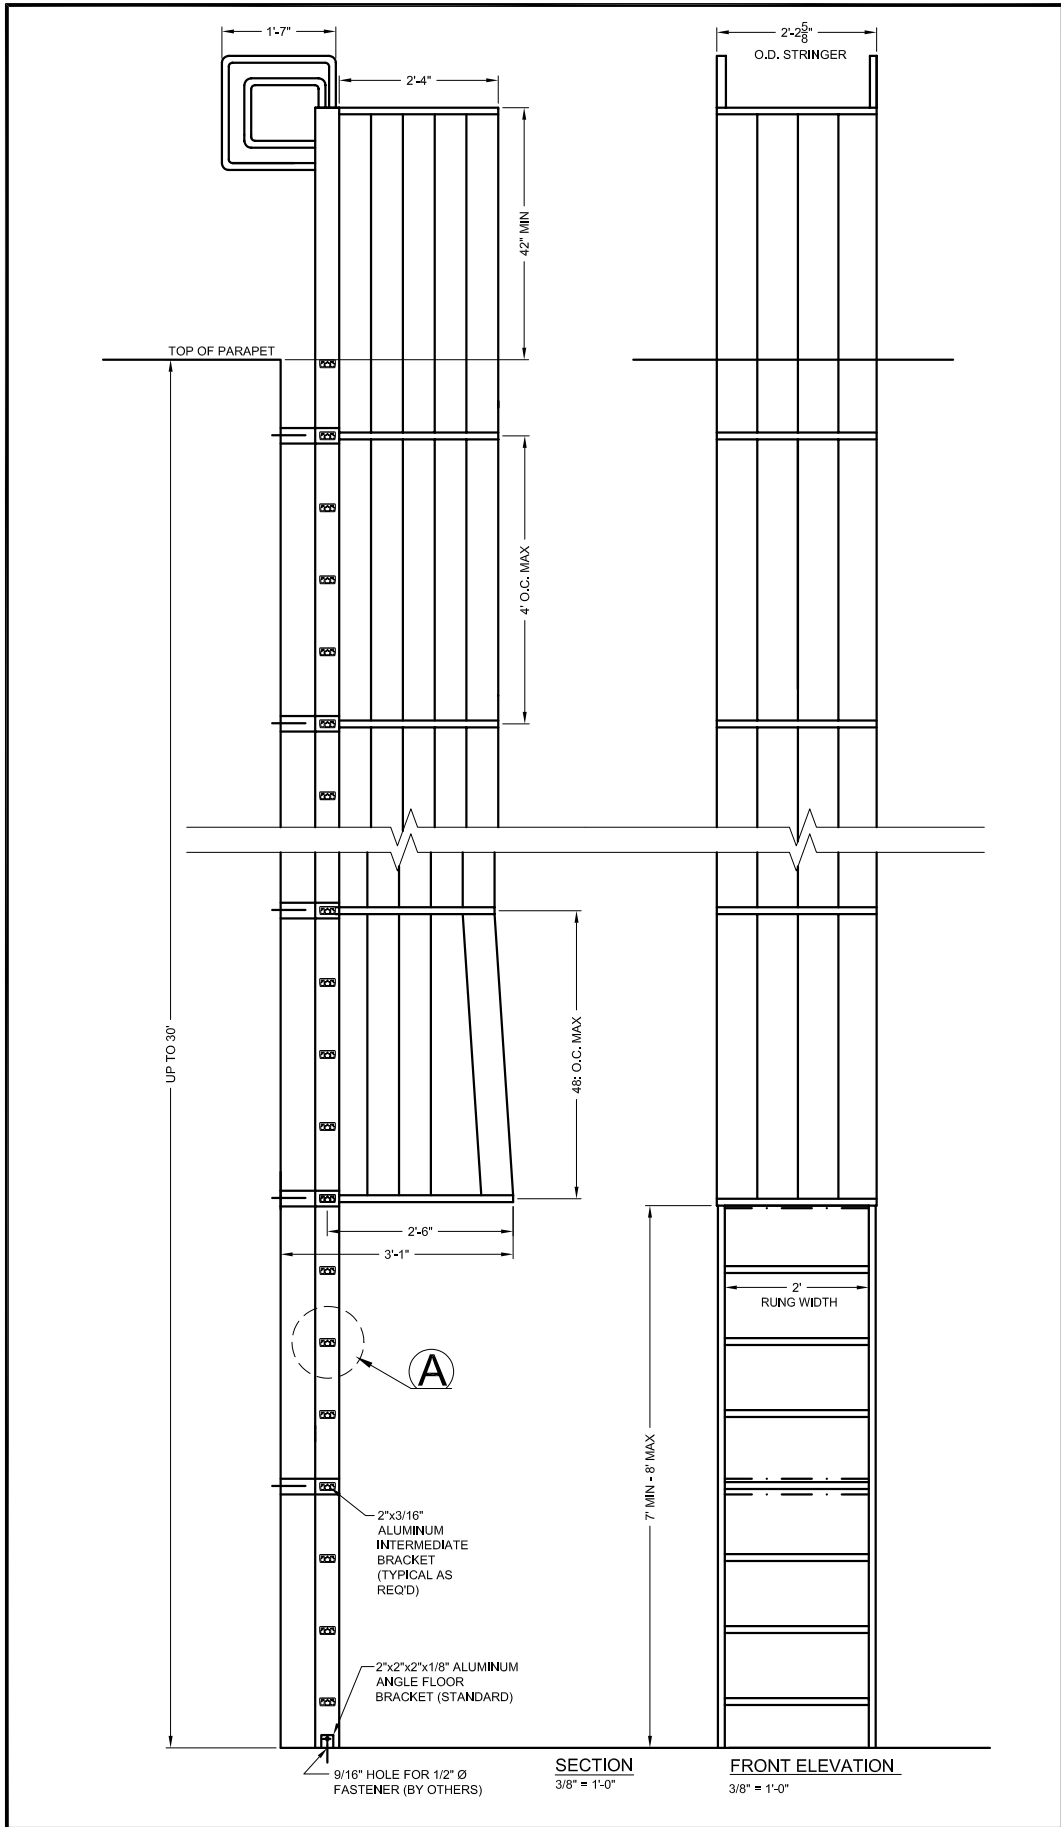 1'-7"
2'-2 5/8"
O.D. STRINGER
2'-4"
42" MIN
TOP OF PARAPET
4' O.C. MAX
UP TO 30'
48: O.C. MAX
2'-6"
3'-1"
2'
RUNG WIDTH
A
7' MIN - 8' MAX
2"x3/16"
ALUMINUM
INTERMEDIATE
BRACKET
(TYPICAL AS
REQ'D)
2"x2"x2"x1/8" ALUMINUM
ANGLE FLOOR
BRACKET (STANDARD)
9/16" HOLE FOR 1/2" Ø
FASTENER (BY OTHERS)
SECTION
3/8" = 1'-0"
FRONT ELEVATION
3/8" = 1'-0"